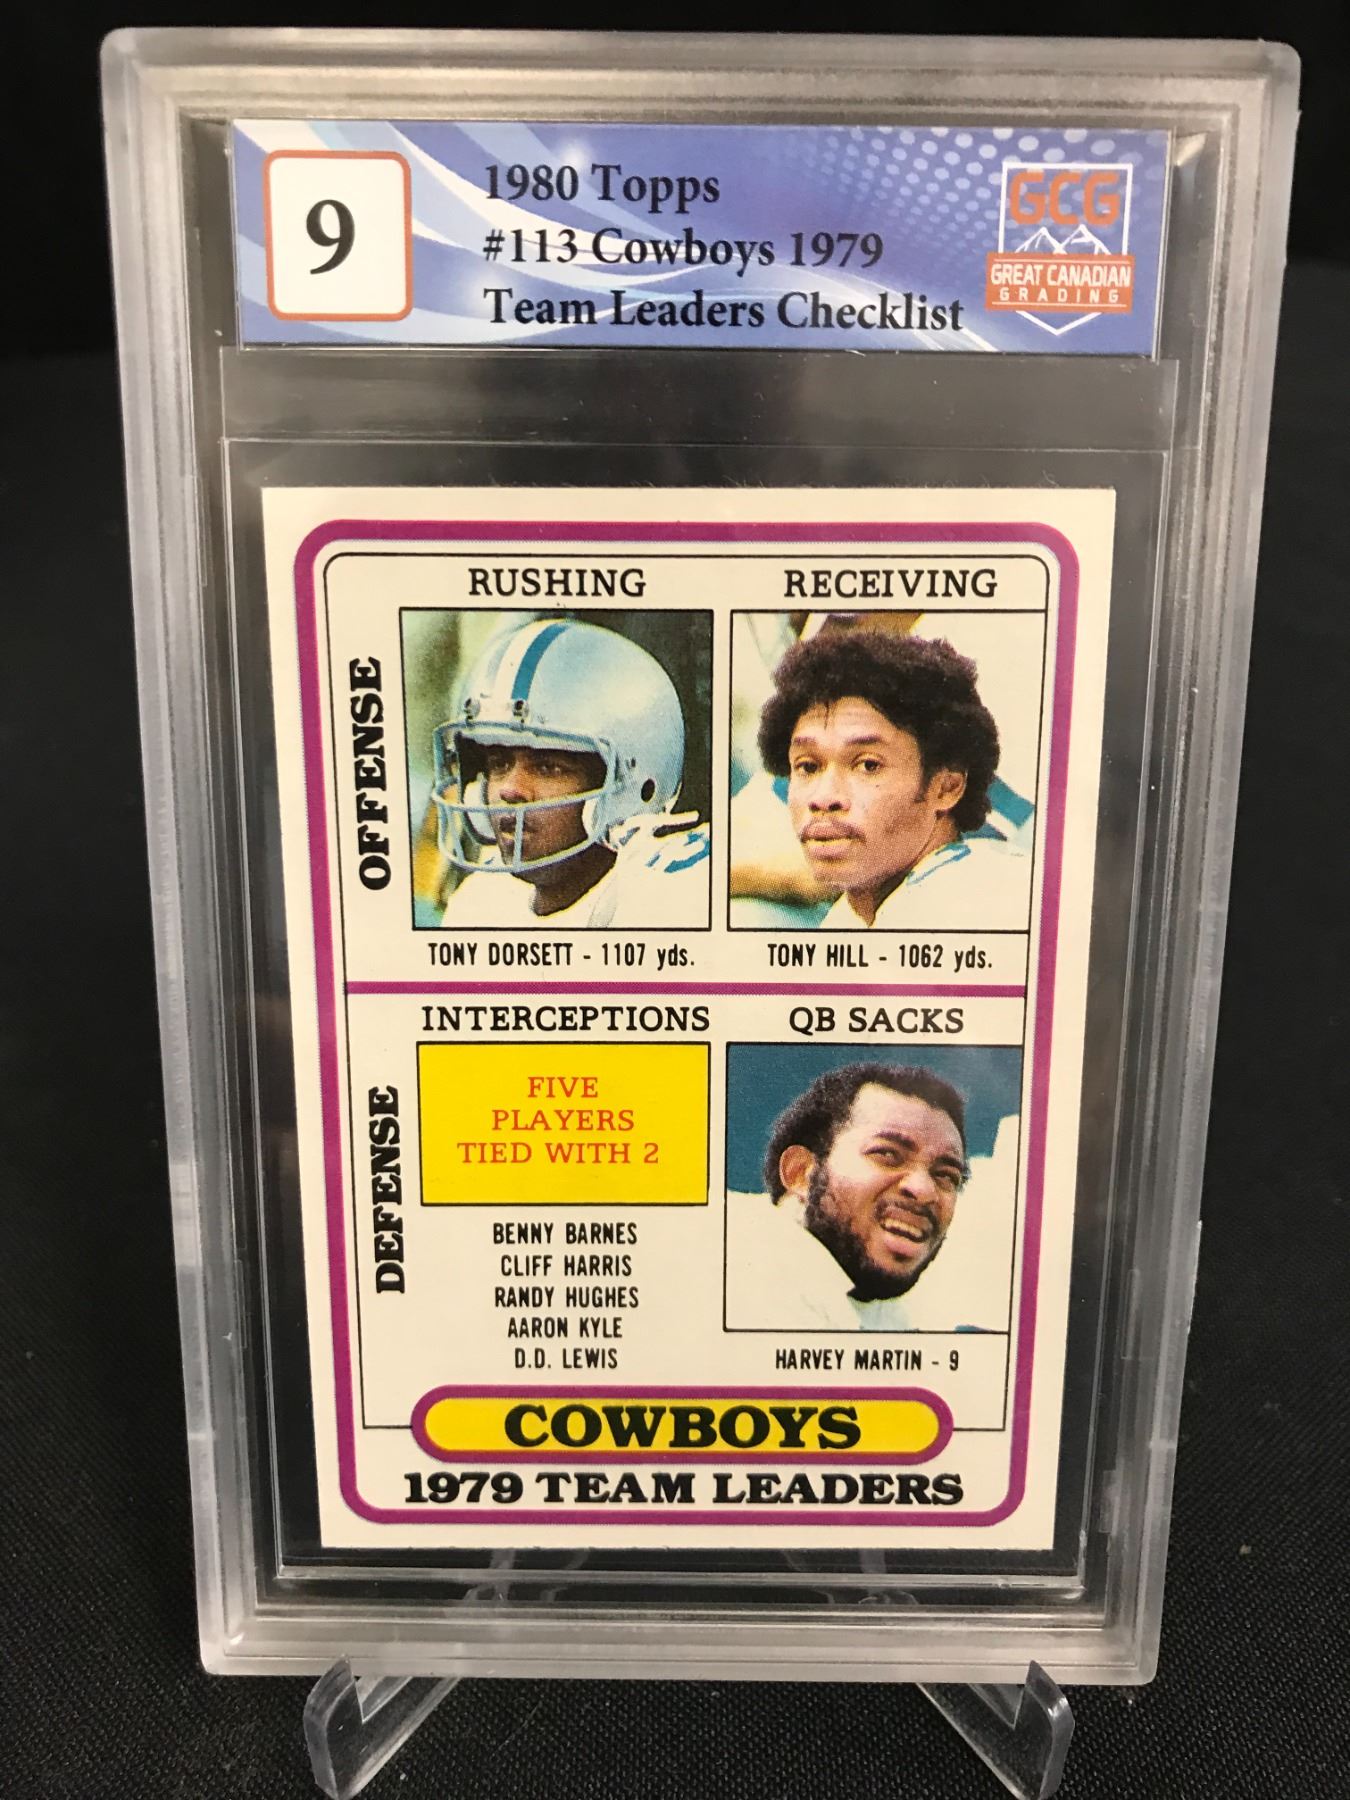 9
1980 Topps
#113 Cowboys 1979
Team Leaders Checklist
GCG
GREAT CANADIAN
GRADING
OFFENSE
RUSHING
TONY DORSETT - 1107 yds.
RECEIVING
TONY HILL - 1062 yds.
DEFENSE
INTERCEPTIONS
FIVE
PLAYERS
TIED WITH 2
BENNY BARNES
CLIFF HARRIS
RANDY HUGHES
AARON KYLE
D.D. LEWIS
QB SACKS
HARVEY MARTIN - 9
COWBOYS
1979 TEAM LEADERS